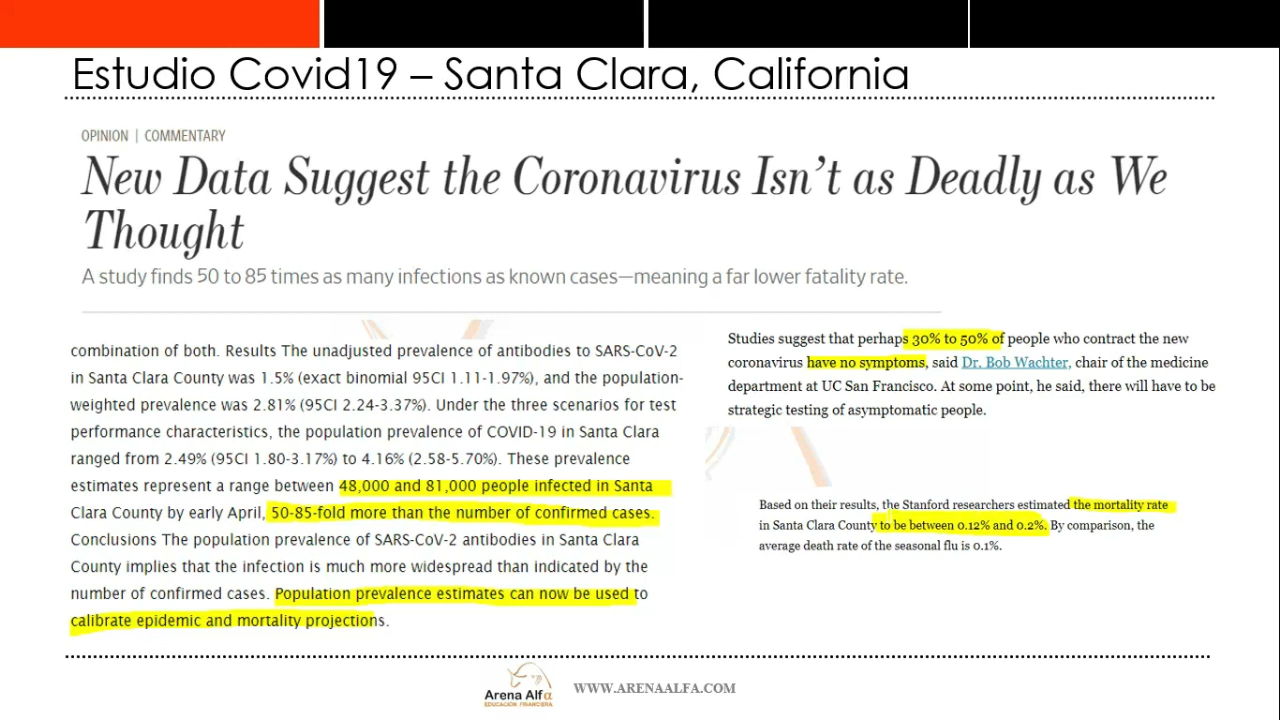 Estudio Covid19 – Santa Clara, California
OPINION | COMMENTARY
New Data Suggest the Coronavirus Isn't as Deadly as We
Thought
A study finds 50 to 85 times as many infections as known cases—meaning a far lower fatality rate.
combination of both. Results The unadjusted prevalence of antibodies to SARS-CoV-2
in Santa Clara County was 1.5% (exact binomial 95CI 1.11-1.97%), and the population-
weighted prevalence was 2.81% (95CI 2.24-3.37%). Under the three scenarios for test
performance characteristics, the population prevalence of COVID-19 in Santa Clara
ranged from 2.49% (95CI 1.80-3.17%) to 4.16% (2.58-5.70%). These prevalence
estimates represent a range between 48,000 and 81,000 people infected in Santa
Clara County by early April, 50-85-fold more than the number of confirmed cases.
Conclusions The population prevalence of SARS-CoV-2 antibodies in Santa Clara
County implies that the infection is much more widespread than indicated by the
number of confirmed cases. Population prevalence estimates can now be used to
calibrate epidemic and mortality projections.
Studies suggest that perhaps 30% to 50% of people who contract the new
coronavirus have no symptoms, said Dr. Bob Wachter, chair of the medicine
department at UC San Francisco. At some point, he said, there will have to be
strategic testing of asymptomatic people.
Based on their results, the Stanford researchers estimated the mortality rate
in Santa Clara County to be between 0.12% and 0.2%. By comparison, the
average death rate of the seasonal flu is 0.1%.
Arena Alfα
EDUCACIÓN FINANCIERA
WWW.ARENAALFA.COM